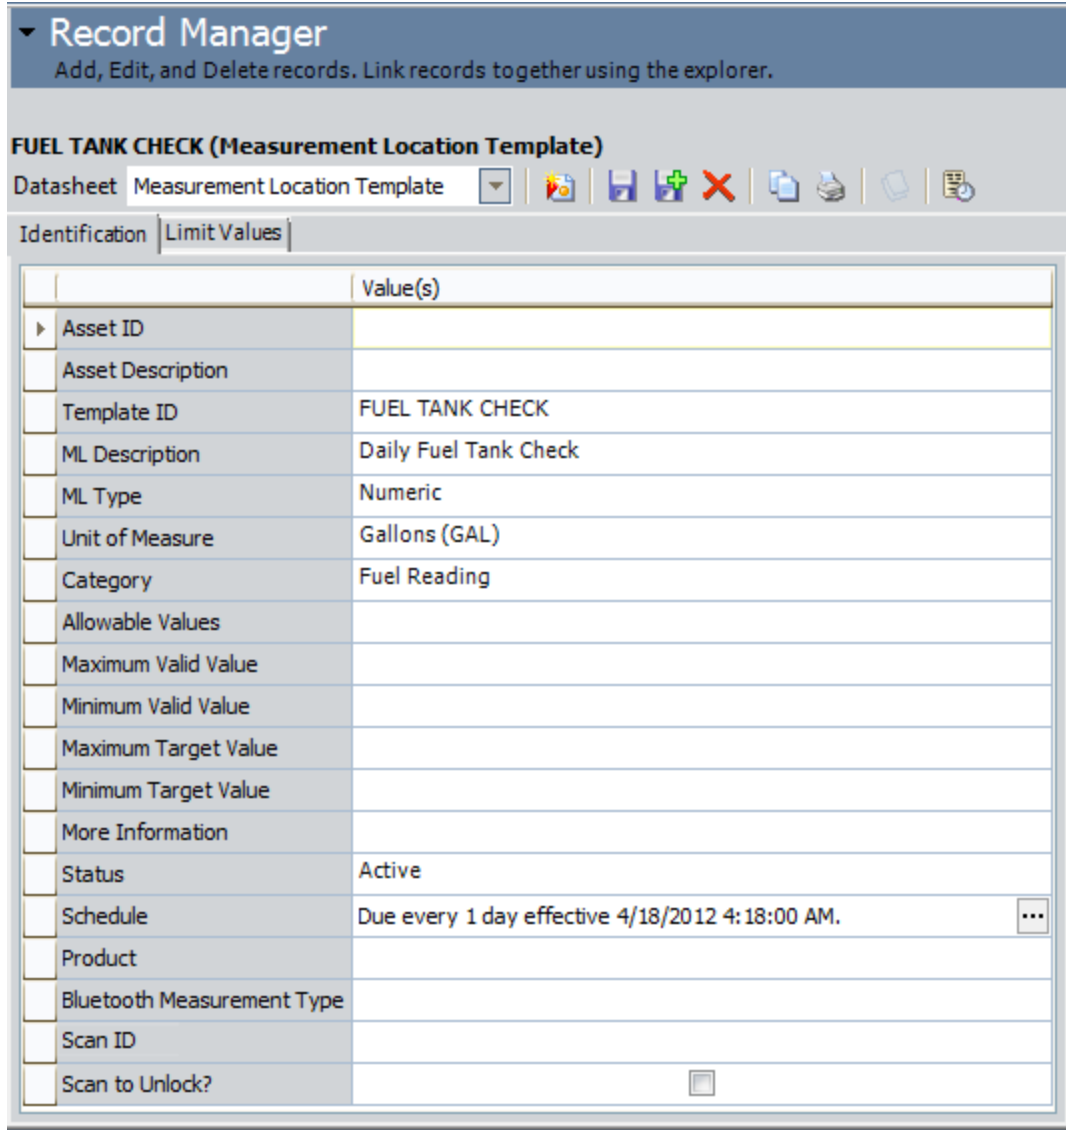 Record Manager
Add, Edit, and Delete records. Link records together using the explorer.
FUEL TANK CHECK (Measurement Location Template)
Datasheet Measurement Location Template
Identification Limit Values
Value(s)
Asset ID
Asset Description
Template ID FUEL TANK CHECK
ML Description Daily Fuel Tank Check
ML Type Numeric
Unit of Measure Gallons (GAL)
Category Fuel Reading
Allowable Values
Maximum Valid Value
Minimum Valid Value
Maximum Target Value
Minimum Target Value
More Information
Status Active
Schedule Due every 1 day effective 4/18/2012 4:18:00 AM.
Product
Bluetooth Measurement Type
Scan ID
Scan to Unlock?